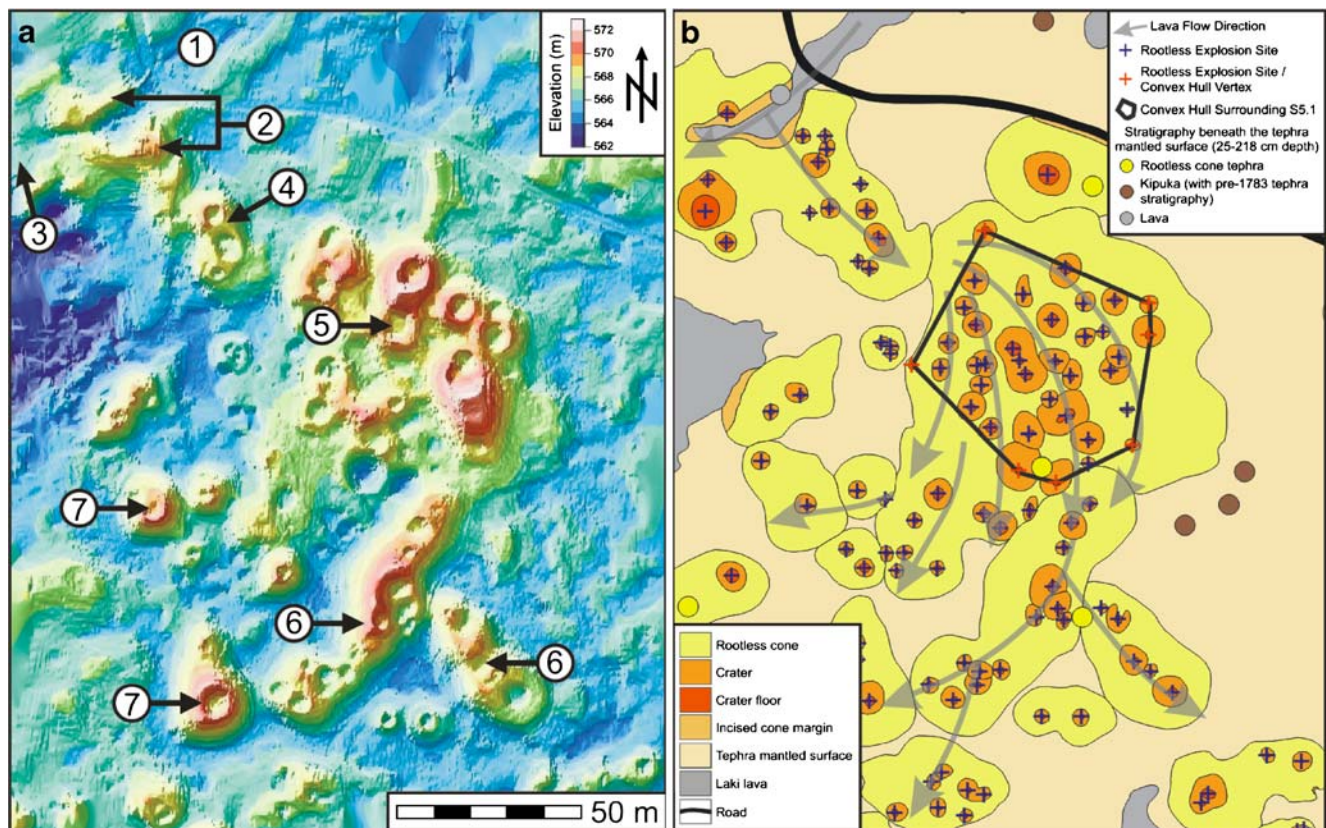 a
1
2
3
4
5
6
6
7
7
Elevation (m)
572
570
568
566
564
562
N
50 m
b
Lava Flow Direction
Rootless Explosion Site
Rootless Explosion Site /
Convex Hull Vertex
Convex Hull Surrounding S5.1
Stratigraphy beneath the tephra
mantled surface (25-218 cm depth)
Rootless cone tephra
Kipuka (with pre-1783 tephra
stratigraphy)
Lava
Rootless cone
Crater
Crater floor
Incised cone margin
Tephra mantled surface
Laki lava
Road